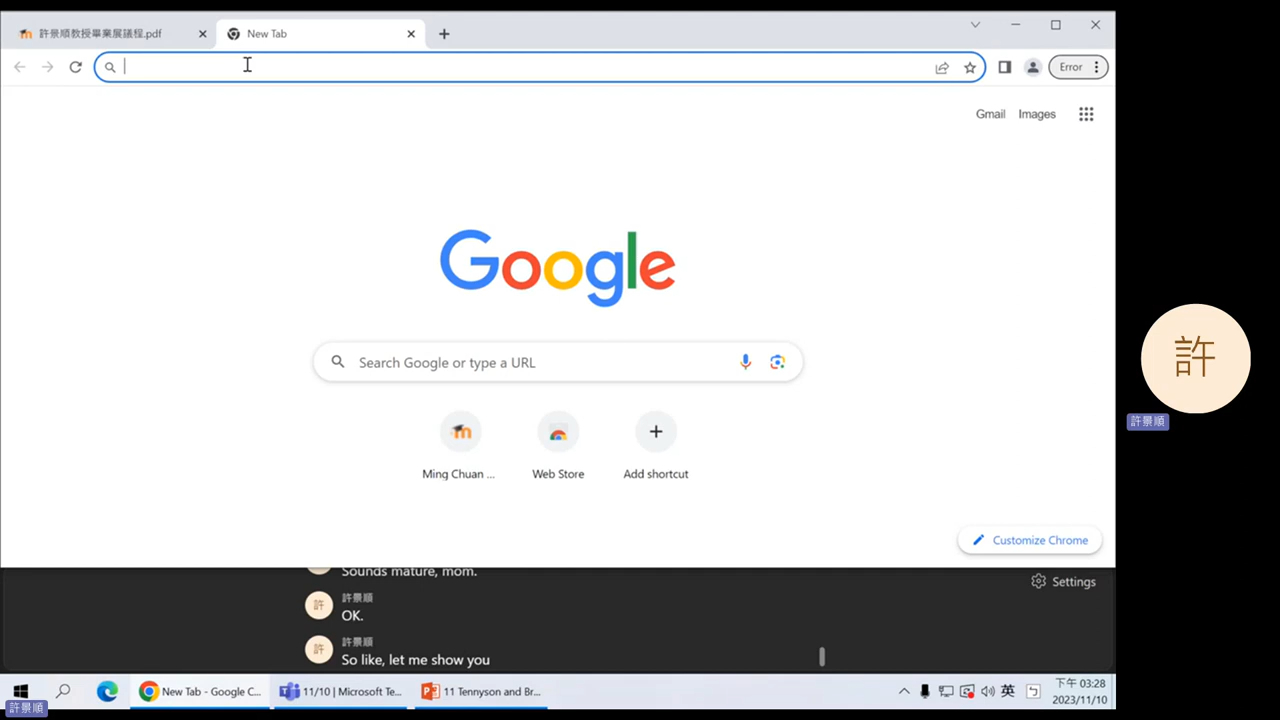 許景順教授畢業展議程.pdf
New Tab
Error
Gmail
Images
Google
Search Google or type a URL
Ming Chuan ...
Web Store
Add shortcut
Customize Chrome
Sounds mature, mom.
許景順
OK.
許景順
So like, let me show you
Settings
許
許
許
許景順
New Tab - Google C...
11/10 | Microsoft Te...
11 Tennyson and Br...
英
下午 03:28
2023/11/10
許景順